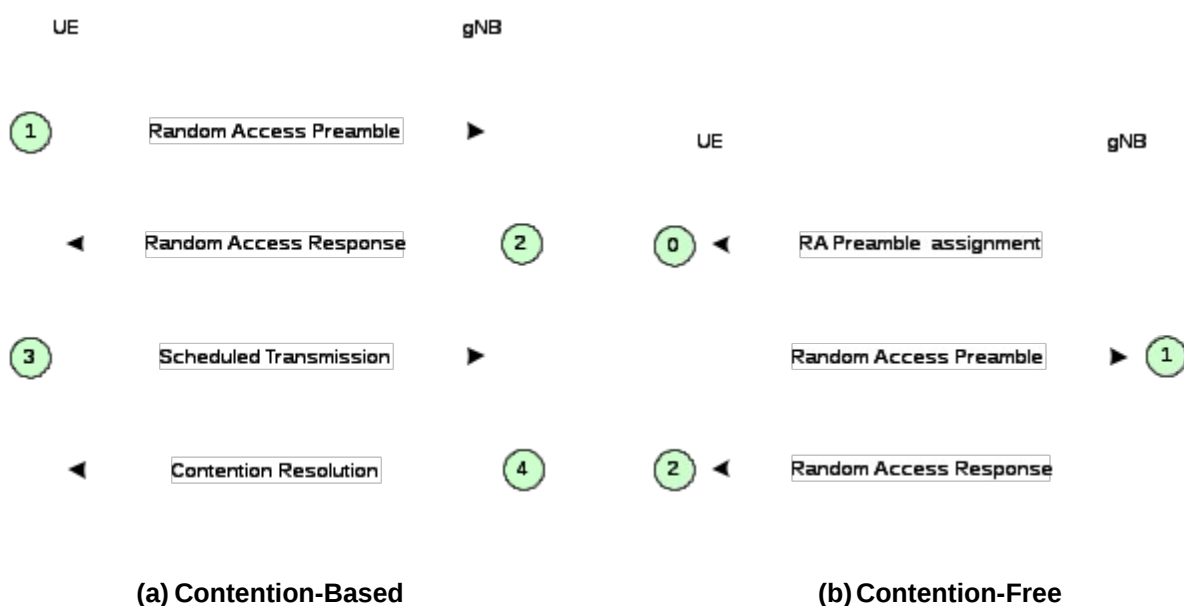 UE gNB
1 Random Access Preamble
Random Access Response 2
3 Scheduled Transmission
Contention Resolution 4
(a) Contention-Based
UE gNB
0 RA Preamble assignment
Random Access Preamble 1
2 Random Access Response
(b) Contention-Free